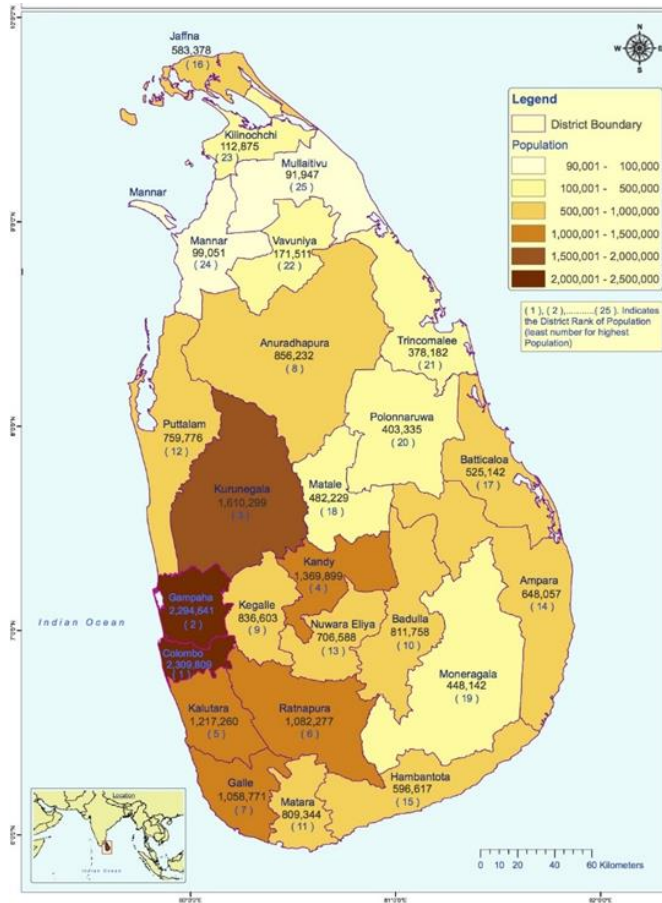 Jaffna
583,378
( 16 )
N
W E
S
Kilinochchi
112,875
( 23 )
Mullaitivu
91,947
( 25 )
Mannar
Mannar
99,051
( 24 )
Vavuniya
171,511
( 22 )
Legend
District Boundary
Population
90,001 - 100,000
100,001 - 500,000
500,001 - 1,000,000
1,000,001 - 1,500,000
1,500,001 - 2,000,000
2,000,001 - 2,500,000
( 1 ), ( 2 ),..........( 25 ). Indicates
the District Rank of Population
(least number for highest
Population)
Anuradhapura
856,232
( 8 )
Trincomalee
378,182
( 21 )
Puttalam
759,776
( 12 )
Polonnaruwa
403,335
( 20 )
Batticaloa
525,142
( 17 )
Kurunegala
1,610,299
( 3 )
Matale
482,229
( 18 )
Kandy
1,369,899
( 4 )
Gampaha
2,294,641
( 2 )
Kegalle
836,603
( 9 )
Nuwara Eliya
706,588
( 13 )
Badulla
811,758
( 10 )
Ampara
648,057
( 14 )
Indian Ocean
Colombo
2,309,809
( 1 )
Moneragala
448,142
( 19 )
Kalutara
1,217,260
( 5 )
Ratnapura
1,082,277
( 6 )
Galle
1,058,771
( 7 )
Matara
809,344
( 11 )
Hambantota
596,617
( 15 )
Location
Indian Ocean
0 10 20 40 60 Kilometers